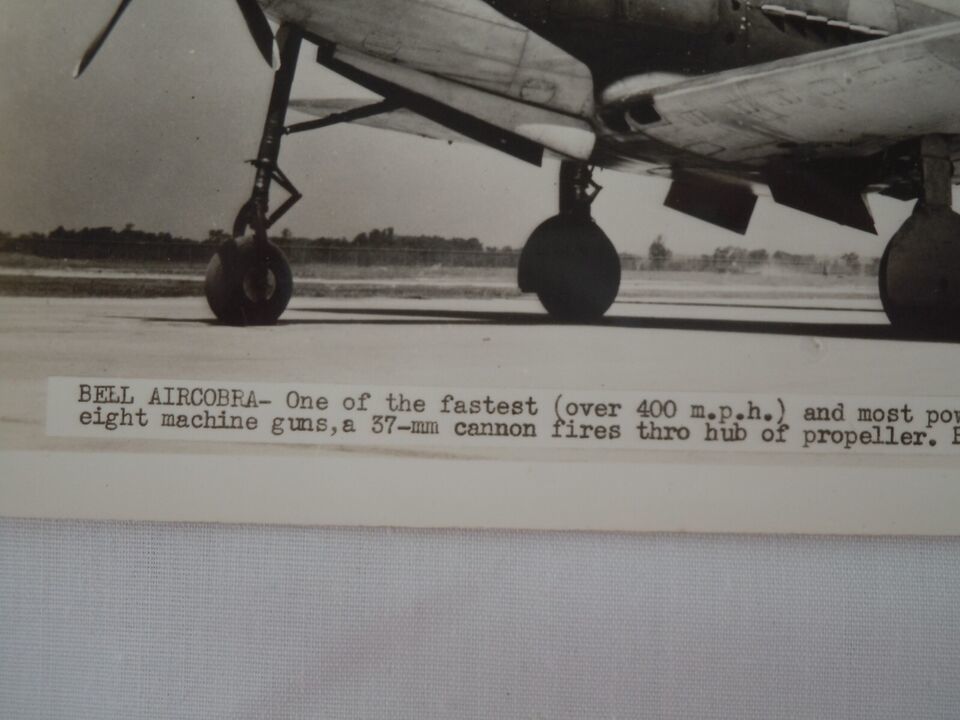 BELL AIRCOBRA- One of the fastest (over 400 m.p.h.) and most
eight machine guns,a 37-mm cannon fires thro hub of propeller.